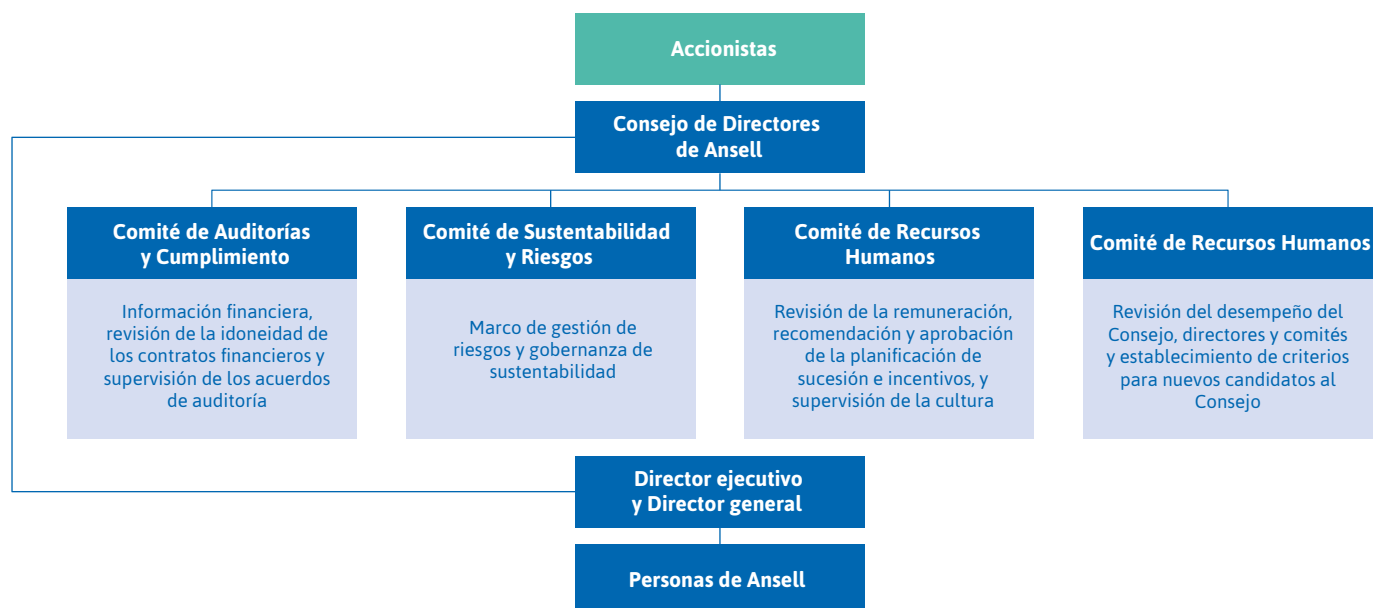 Accionistas
Consejo de Directores
de Ansell
Comité de Auditorías
y Cumplimiento
Información financiera,
revisión de la idoneidad de
los contratos financieros y
supervisión de los acuerdos
de auditoría
Comité de Sustentabilidad
y Riesgos
Marco de gestión de
riesgos y gobernanza de
sustentabilidad
Comité de Recursos
Humanos
Revisión de la remuneración,
recomendación y aprobación
de la planificación de
sucesión e incentivos, y
supervisión de la cultura
Comité de Recursos Humanos
Revisión del desempeño del
Consejo, directores y comités
y establecimiento de criterios
para nuevos candidatos al
Consejo
Director ejecutivo
y Director general
Personas de Ansell